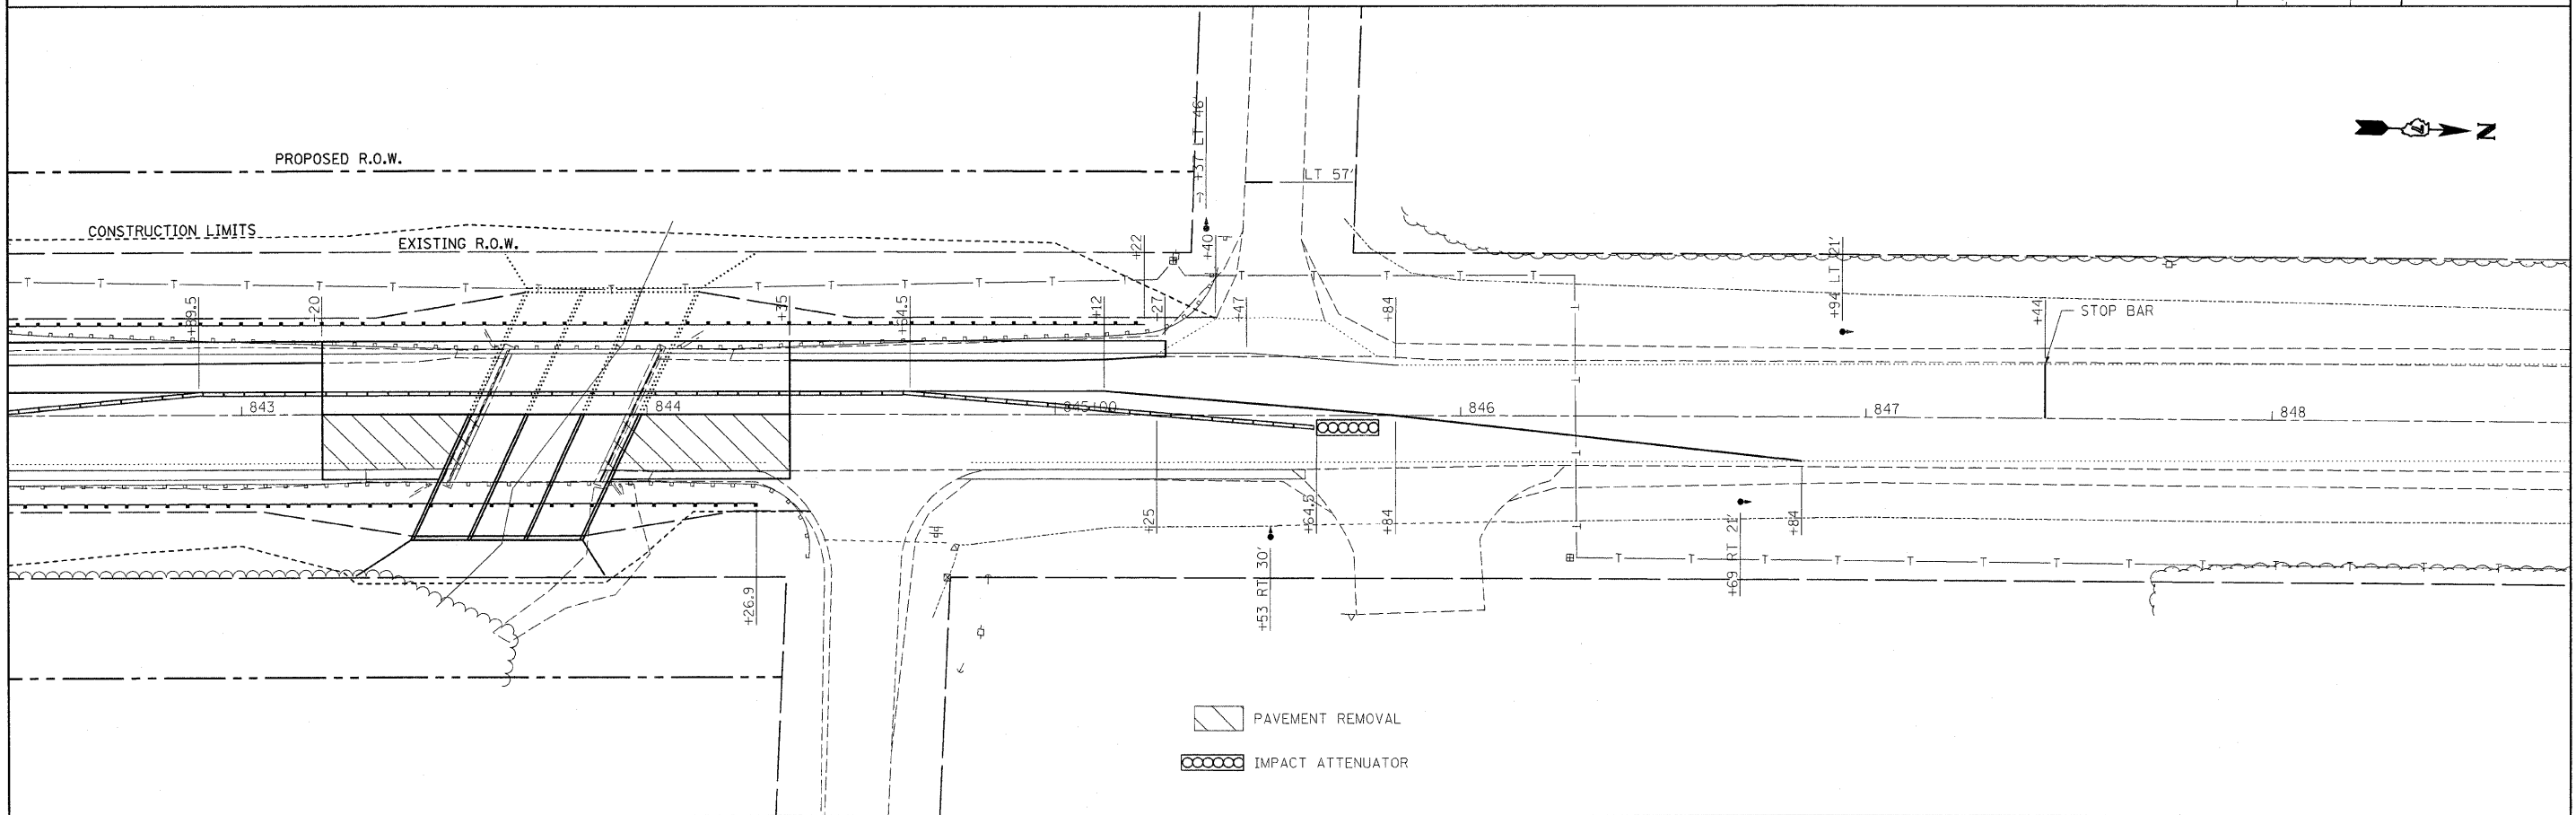 PROPOSED R.O.W.
CONSTRUCTION LIMITS
EXISTING R.O.W.
+37 LT 46'
LT 57'
N
+22
+40
+94 LT 21'
+89.5
-20
+35
+64.5
+12
+27
+47
+84
+44
STOP BAR
843
844
845+00
846
847
848
+26.9
+25
+64.5
+84
+53 RT 30'
+69 RT 21'
+84
PAVEMENT REMOVAL
IMPACT ATTENUATOR